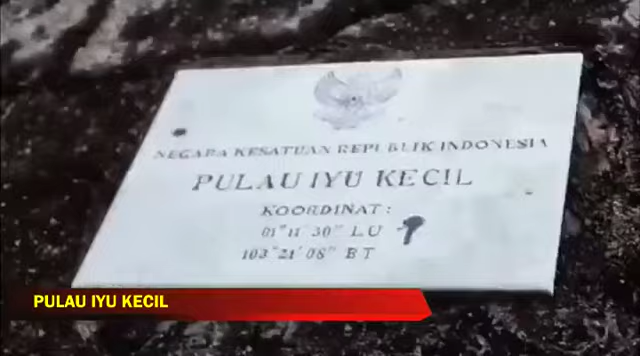 NEGARA KESATUAN REPUBLIK INDONESIA
PULAU IYU KECIL
KOORDINAT:
01° 11' 30" LU
103° 21' 08" BT
PULAU IYU KECIL